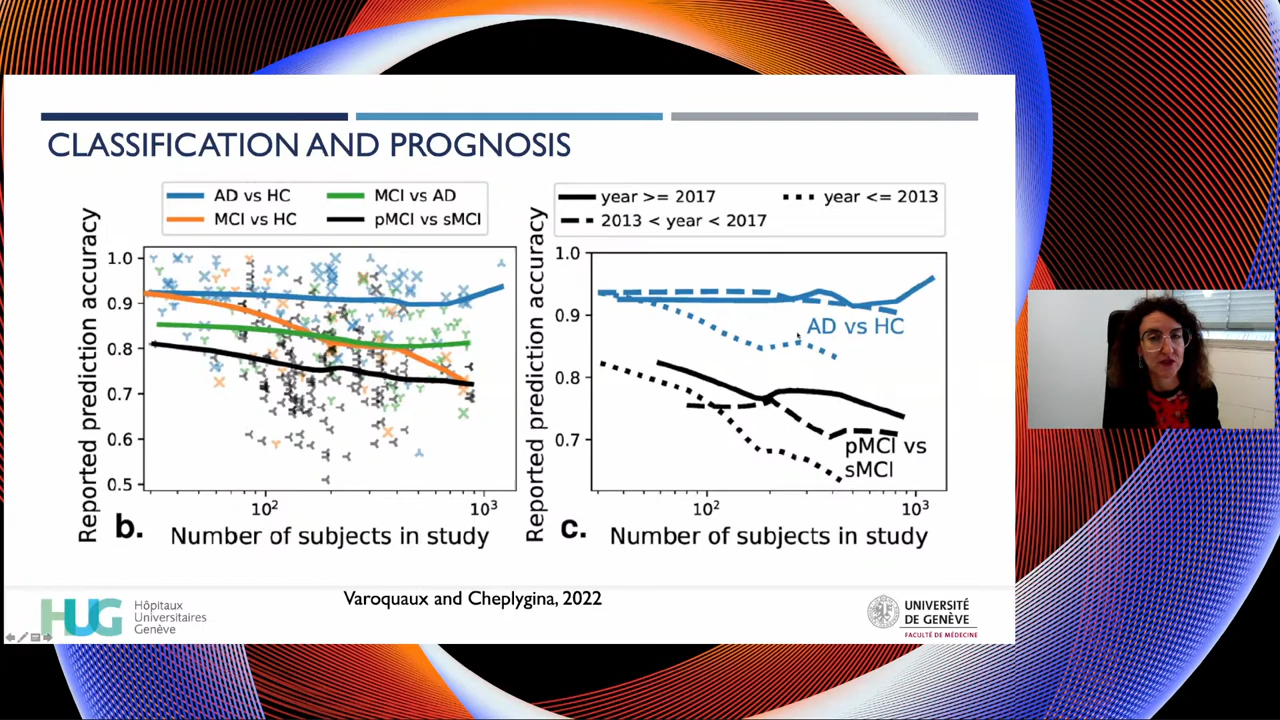 CLASSIFICATION AND PROGNOSIS
AD vs HC
MCI vs AD
MCI vs HC
pMCI vs sMCI
Reported prediction accuracy
1.0
0.9
0.8
0.7
0.6
0.5
10²
10³
b.
Number of subjects in study
year >= 2017
year <= 2013
2013 < year < 2017
Reported prediction accuracy
1.0
0.9
0.8
0.7
AD vs HC
pMCI vs
sMCI
10²
10³
c.
Number of subjects in study
Varoquaux and Cheplygina, 2022
HUG
Hôpitaux
Universitaires
Genève
UNIVERSITÉ
DE GENÈVE
FACULTÉ DE MÉDECINE